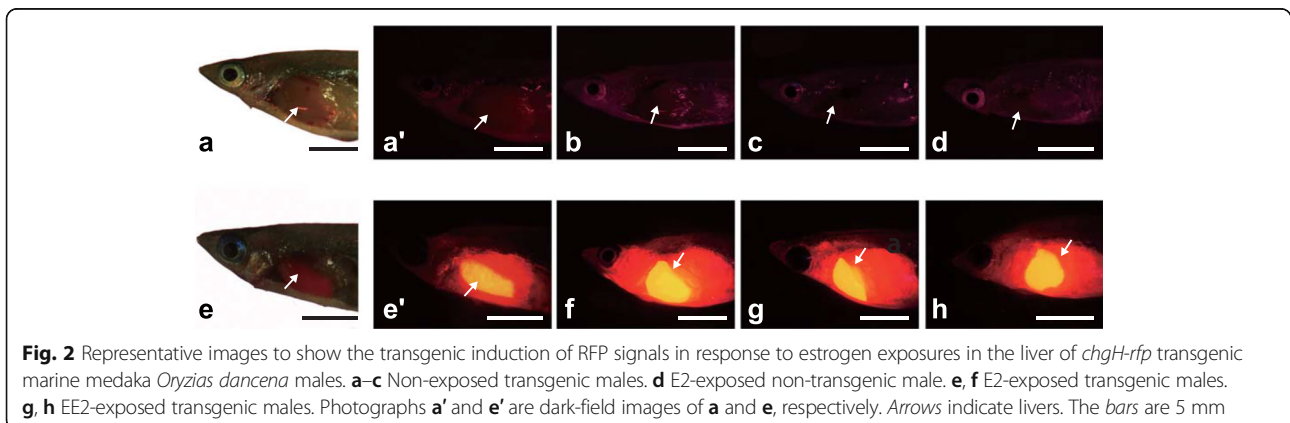 a a' b c d
e e' f g a h
Fig. 2 Representative images to show the transgenic induction of RFP signals in response to estrogen exposures in the liver of chgH-rfp transgenic
marine medaka Oryzias dancena males. a–c Non-exposed transgenic males. d E2-exposed non-transgenic male. e, f E2-exposed transgenic males.
g, h EE2-exposed transgenic males. Photographs a' and e' are dark-field images of a and e, respectively. Arrows indicate livers. The bars are 5 mm